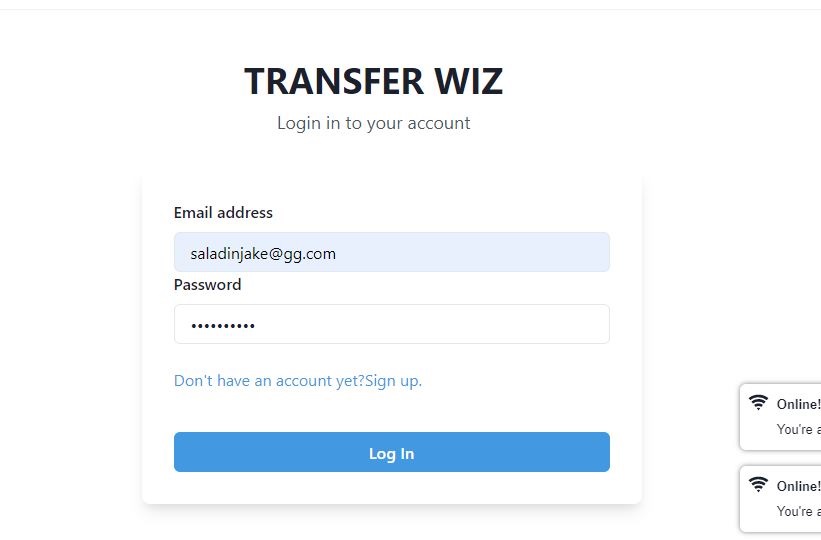 TRANSFER WIZ
Login in to your account
Email address
saladinjake@gg.com
Password
••••••••••
Don't have an account yet?Sign up.
Log In
Online!
You're a
Online!
You're a